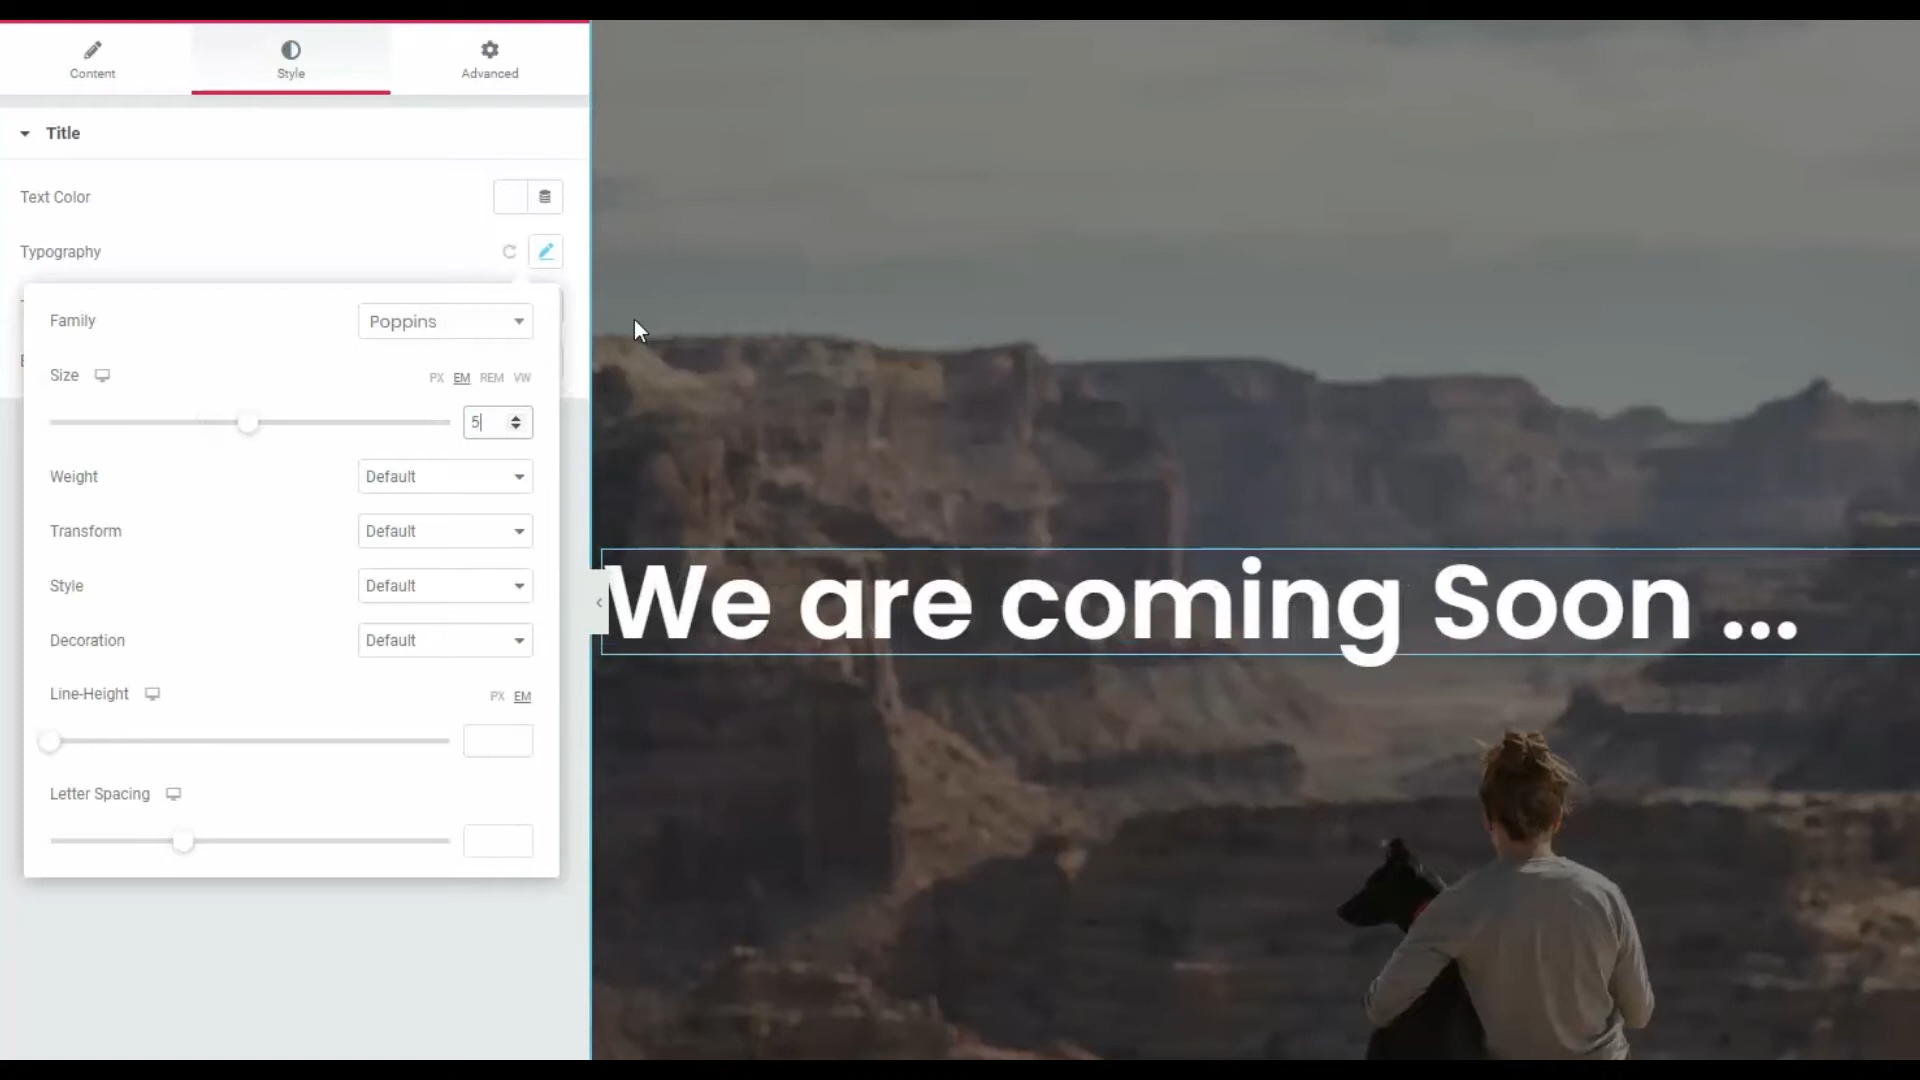 Content Style Advanced
Title
Text Color
Typography
Family Poppins
Size PX EM REM VW
5
Weight Default
Transform Default
Style Default
Decoration Default
Line-Height PX EM
Letter Spacing
We are coming Soon ...